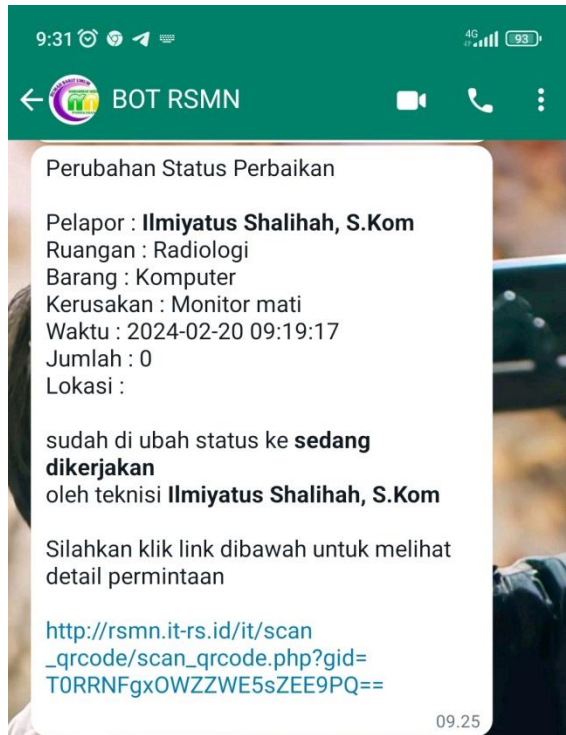 9:31
4G
93
BOT RSMN
Perubahan Status Perbaikan
Pelapor : Ilmiyatus Shalihah, S.Kom
Ruangan : Radiologi
Barang : Komputer
Kerusakan : Monitor mati
Waktu : 2024-02-20 09:19:17
Jumlah : 0
Lokasi :
sudah di ubah status ke sedang
dikerjakan
oleh teknisi Ilmiyatus Shalihah, S.Kom
Silahkan klik link dibawah untuk melihat
detail permintaan
http://rsmn.it-rs.id/it/scan
_qrcode/scan_qrcode.php?gid=
T0RRNFgxOWZZWE5sZEE9PQ==
09.25